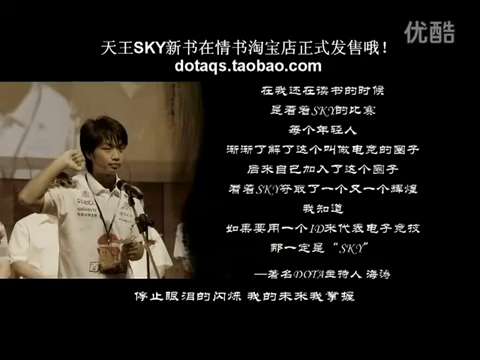 优酷
天王SKY新书在情书淘宝店正式发售哦！
dotaqs.taobao.com
在我还在读书的时候
是看着SKY的比赛
每个年轻人
渐渐了解了这个叫做电竞的圈子
后来自己加入了这个圈子
看着SKY夺取了一个又一个辉煌
我知道
如果要用一个ID来代表电子竞技
那一定是“SKY”
—著名DOTA主持人 海涛
停止眼泪的闪烁 我的未来我掌握